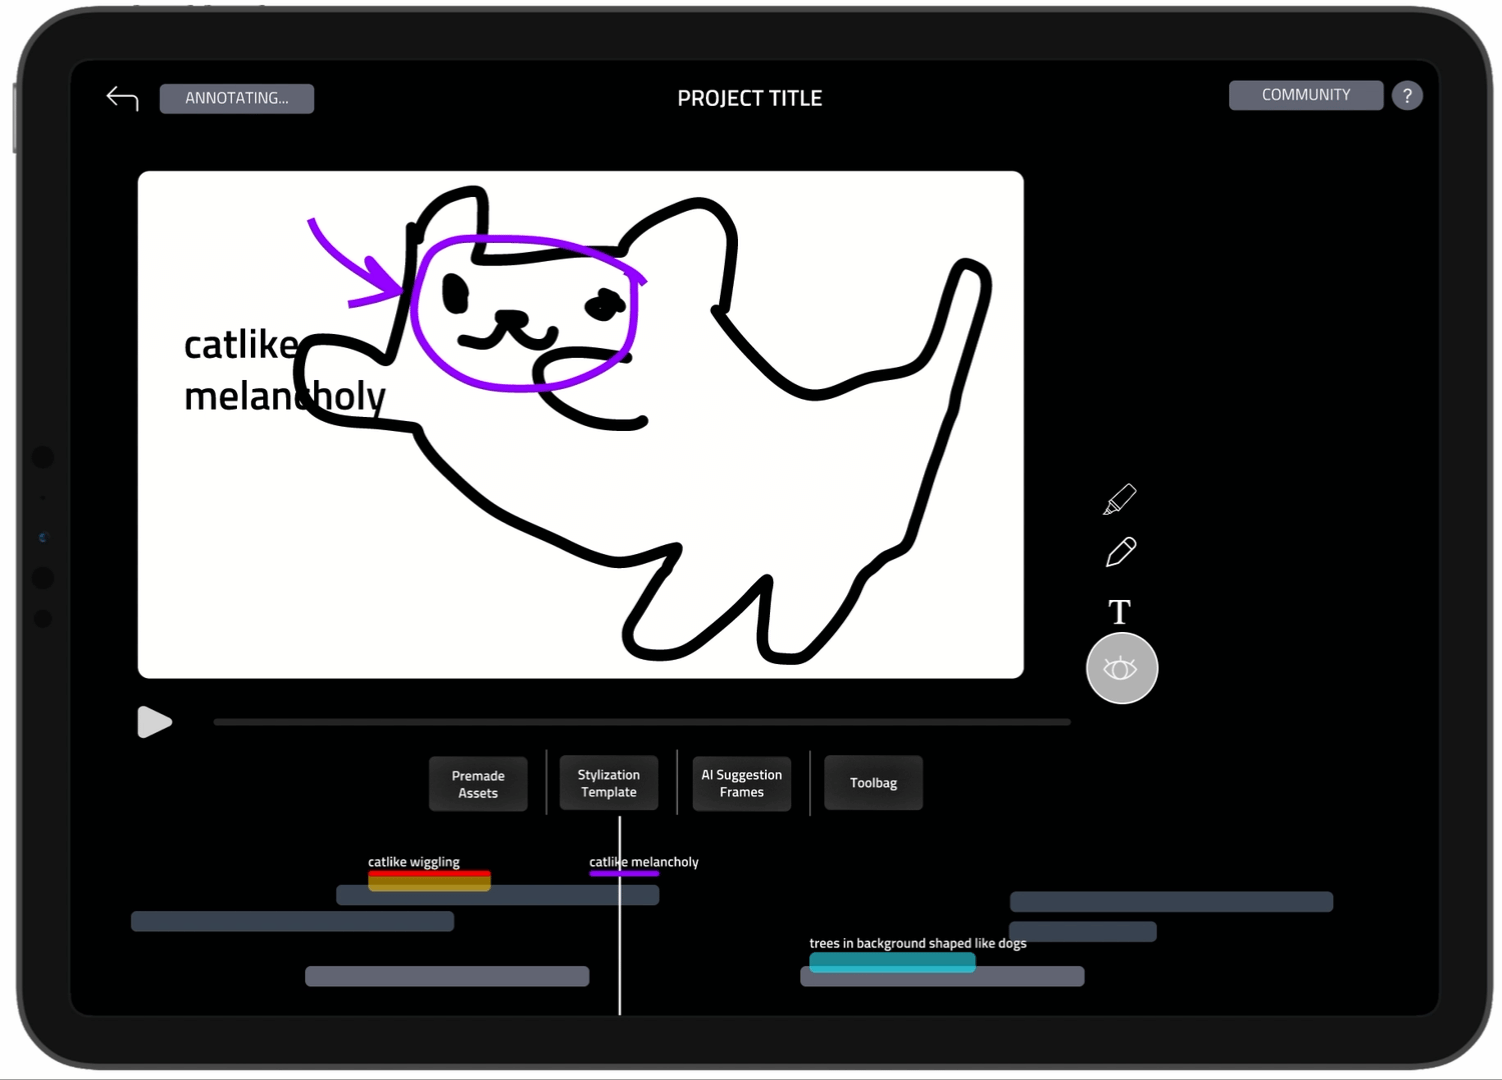 ANNOTATING...
PROJECT TITLE
COMMUNITY
?
catlike
melancholy
T
Premade
Assets
Stylization
Template
AI Suggestion
Frames
Toolbag
catlike wiggling
catlike melancholy
trees in background shaped like dogs